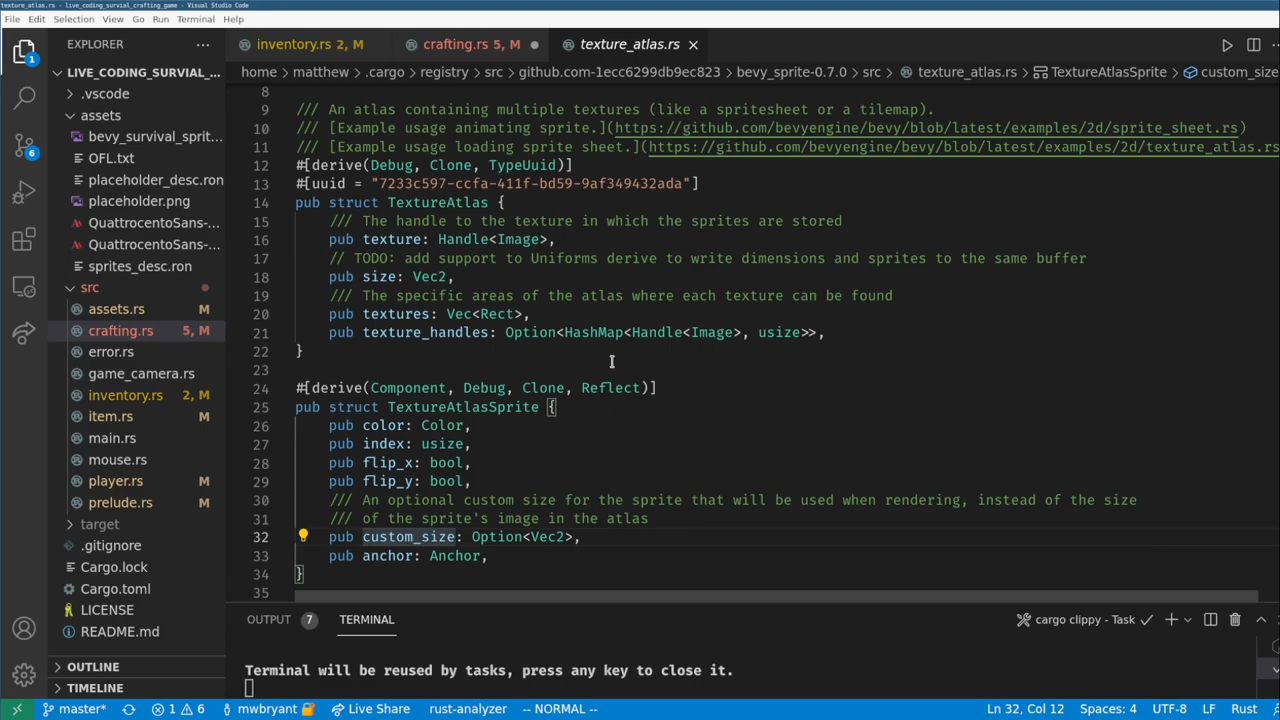 texture_atlas.rs - live_coding_survial_crafting_game - Visual Studio Code
File Edit Selection View Go Run Terminal Help
EXPLORER
inventory.rs 2, M
crafting.rs 5, M
texture_atlas.rs
home > matthew > .cargo > registry > src > github.com-1ecc6299db9ec823 > bevy_sprite-0.7.0 > src > texture_atlas.rs > TextureAtlasSprite > custom_size
LIVE_CODING_SURVIAL_...
.vscode
assets
bevy_survival_sprit...
OFL.txt
placeholder_desc.ron
placeholder.png
QuattrocentoSans-...
QuattrocentoSans-...
sprites_desc.ron
src
assets.rs M
crafting.rs 5, M
error.rs
game_camera.rs
inventory.rs 2, M
item.rs M
main.rs
mouse.rs
player.rs M
prelude.rs M
target
.gitignore
Cargo.lock
Cargo.toml
LICENSE
README.md
OUTLINE
TIMELINE
1
6
8
9 /// An atlas containing multiple textures (like a spritesheet or a tilemap).
10 /// [Example usage animating sprite.](https://github.com/bevyengine/bevy/blob/latest/examples/2d/sprite_sheet.rs)
11 /// [Example usage loading sprite sheet.](https://github.com/bevyengine/bevy/blob/latest/examples/2d/texture_atlas.rs
12 #[derive(Debug, Clone, TypeUuid)]
13 #[uuid = "7233c597-ccfa-411f-bd59-9af349432ada"]
14 pub struct TextureAtlas {
15 /// The handle to the texture in which the sprites are stored
16 pub texture: Handle<Image>,
17 // TODO: add support to Uniforms derive to write dimensions and sprites to the same buffer
18 pub size: Vec2,
19 /// The specific areas of the atlas where each texture can be found
20 pub textures: Vec<Rect>,
21 pub texture_handles: Option<HashMap<Handle<Image>, usize>>,
22 }
23
24 #[derive(Component, Debug, Clone, Reflect)]
25 pub struct TextureAtlasSprite {
26 pub color: Color,
27 pub index: usize,
28 pub flip_x: bool,
29 pub flip_y: bool,
30 /// An optional custom size for the sprite that will be used when rendering, instead of the size
31 /// of the sprite's image in the atlas
32 pub custom_size: Option<Vec2>,
33 pub anchor: Anchor,
34 }
35
OUTPUT 7 TERMINAL
cargo clippy - Task
Terminal will be reused by tasks, press any key to close it.
master* 1 6 mwbryant Live Share rust-analyzer -- NORMAL -- Ln 32, Col 12 Spaces: 4 UTF-8 LF Rust